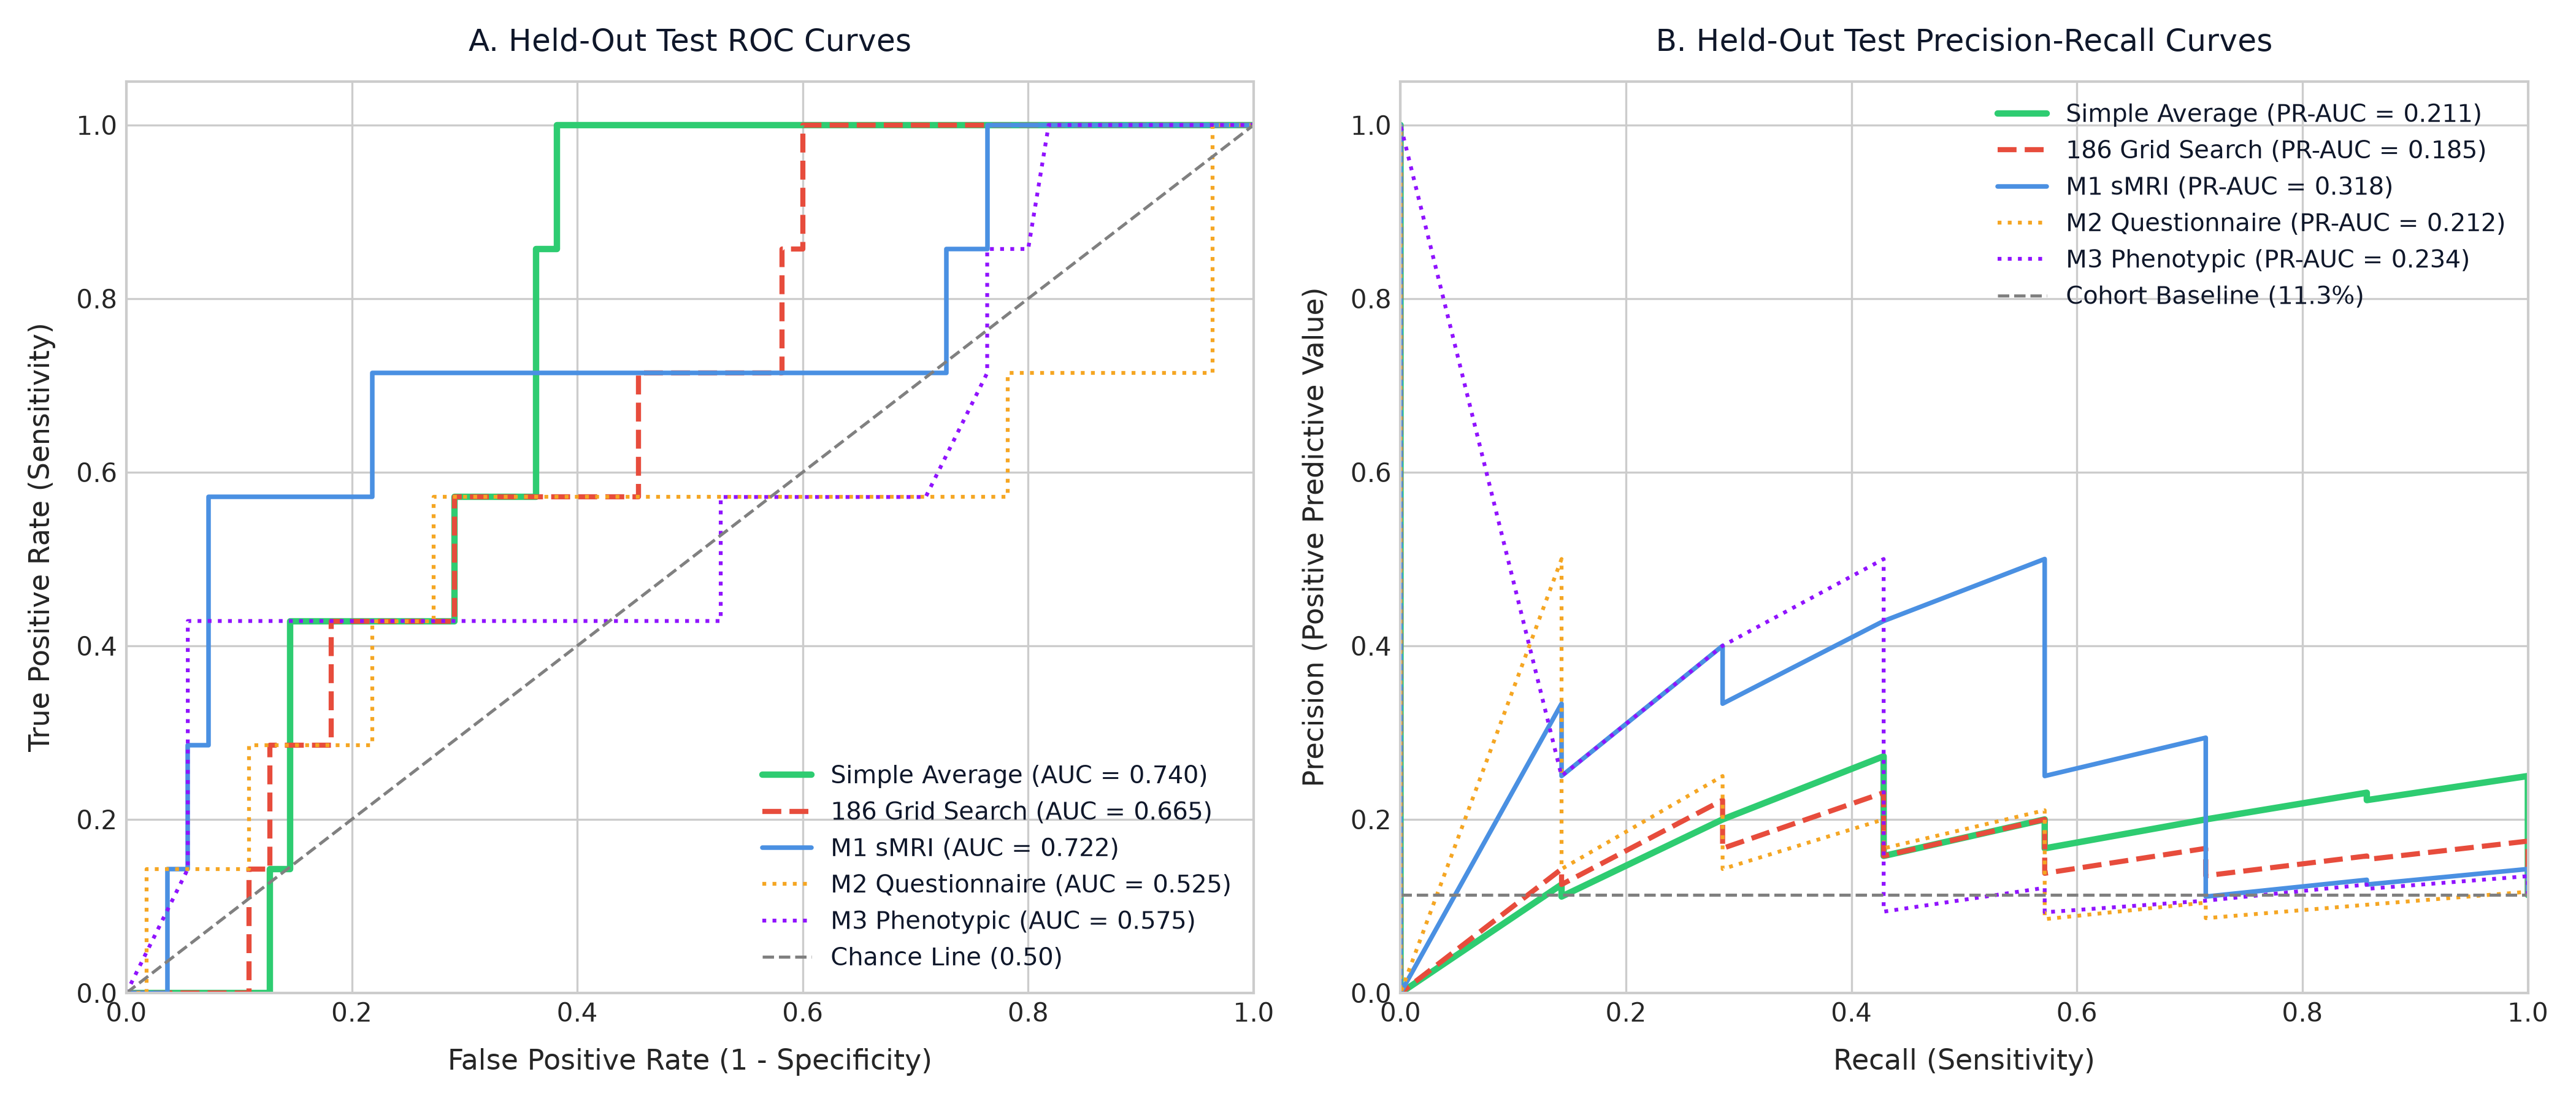 A. Held-Out Test ROC Curves
True Positive Rate (Sensitivity)
1.0
0.8
0.6
0.4
0.2
0.0
0.0 0.2 0.4 0.6 0.8 1.0
False Positive Rate (1 - Specificity)
Simple Average (AUC = 0.740)
186 Grid Search (AUC = 0.665)
M1 sMRI (AUC = 0.722)
M2 Questionnaire (AUC = 0.525)
M3 Phenotypic (AUC = 0.575)
Chance Line (0.50)
B. Held-Out Test Precision-Recall Curves
Precision (Positive Predictive Value)
1.0
0.8
0.6
0.4
0.2
0.0
0.0 0.2 0.4 0.6 0.8 1.0
Recall (Sensitivity)
Simple Average (PR-AUC = 0.211)
186 Grid Search (PR-AUC = 0.185)
M1 sMRI (PR-AUC = 0.318)
M2 Questionnaire (PR-AUC = 0.212)
M3 Phenotypic (PR-AUC = 0.234)
Cohort Baseline (11.3%)